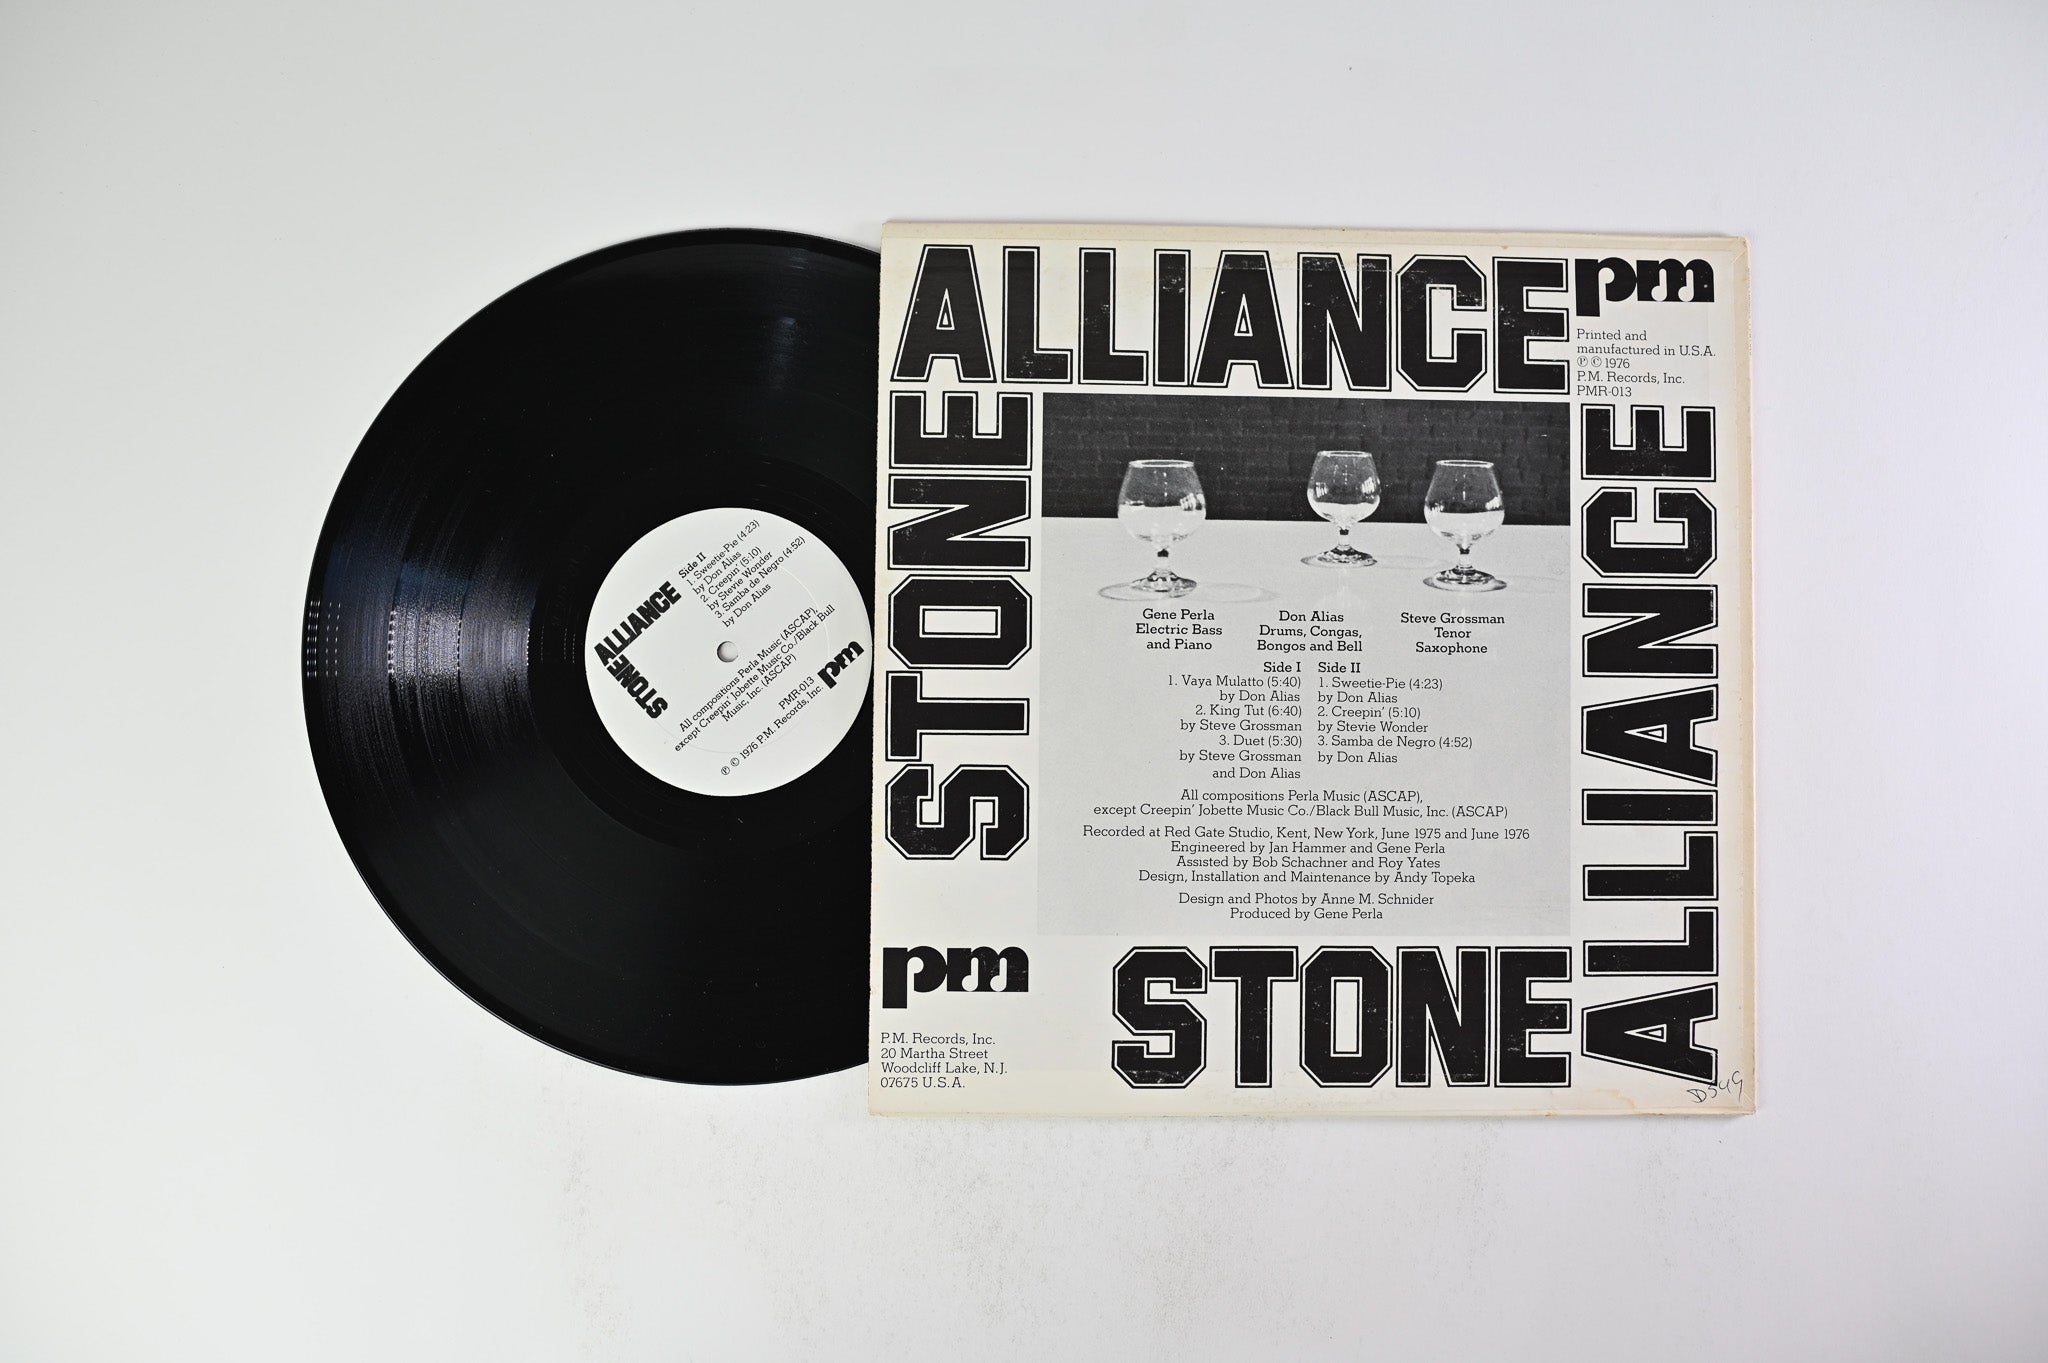 ALLIANCE
STONE
Side II
1. Sweetie-Pie (4:23)
by Don Alias
2. Creepin' (5:10)
by Stevie Wonder
3. Samba de Negro (4:52)
by Don Alias
All compositions Perla Music (ASCAP),
except Creepin' Jobette Music Co./Black Bull
Music, Inc. (ASCAP)
PMR-013
℗ © 1976 P.M. Records, Inc.
pm
ALLIANCE
STONE
pm
Printed and
manufactured in U.S.A.
℗ © 1976
P.M. Records, Inc.
PMR-013
ALLIANCE
STONE
Gene Perla
Electric Bass
and Piano
Don Alias
Drums, Congas,
Bongos and Bell
Steve Grossman
Tenor
Saxophone
Side I
1. Vaya Mulatto (5:40)
by Don Alias
2. King Tut (6:40)
by Steve Grossman
3. Duet (5:30)
by Steve Grossman
and Don Alias
Side II
1. Sweetie-Pie (4:23)
by Don Alias
2. Creepin' (5:10)
by Stevie Wonder
3. Samba de Negro (4:52)
by Don Alias
All compositions Perla Music (ASCAP),
except Creepin' Jobette Music Co./Black Bull Music, Inc. (ASCAP)
Recorded at Red Gate Studio, Kent, New York, June 1975 and June 1976
Engineered by Jan Hammer and Gene Perla
Assisted by Bob Schachner and Roy Yates
Design, Installation and Maintenance by Andy Topeka
Design and Photos by Anne M. Schnider
Produced by Gene Perla
pm
P.M. Records, Inc.
20 Martha Street
Woodcliff Lake, N.J.
07675 U.S.A.